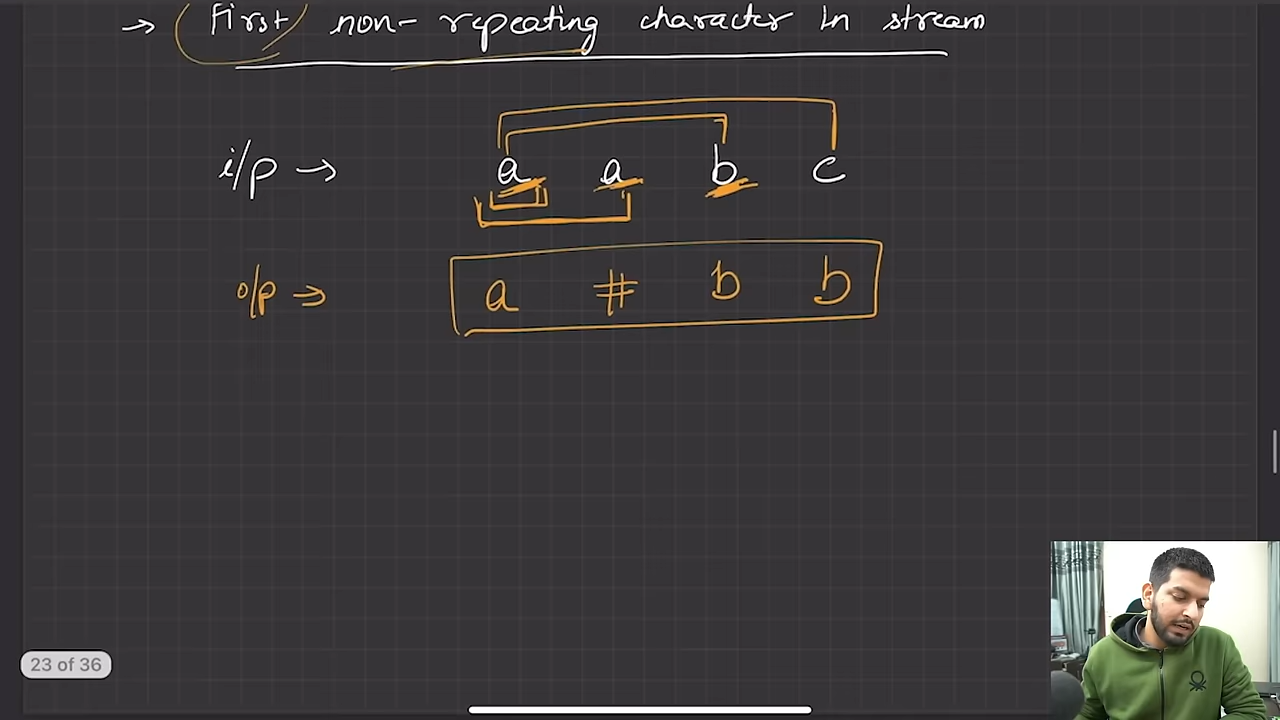 → First non-repeating character in stream
i/p → a a b c
o/p → a # b b
23 of 36